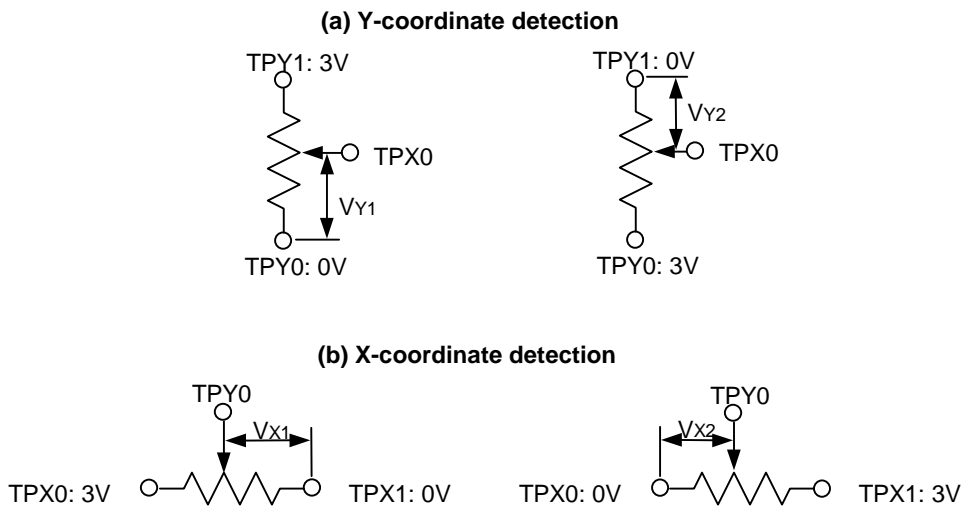 (a) Y-coordinate detection
TPY1: 3V
TPX0
VY1
TPY0: 0V
TPY1: 0V
VY2
TPX0
TPY0: 3V
(b) X-coordinate detection
TPY0
VX1
TPX0: 3V
TPX1: 0V
TPY0
VX2
TPX0: 0V
TPX1: 3V